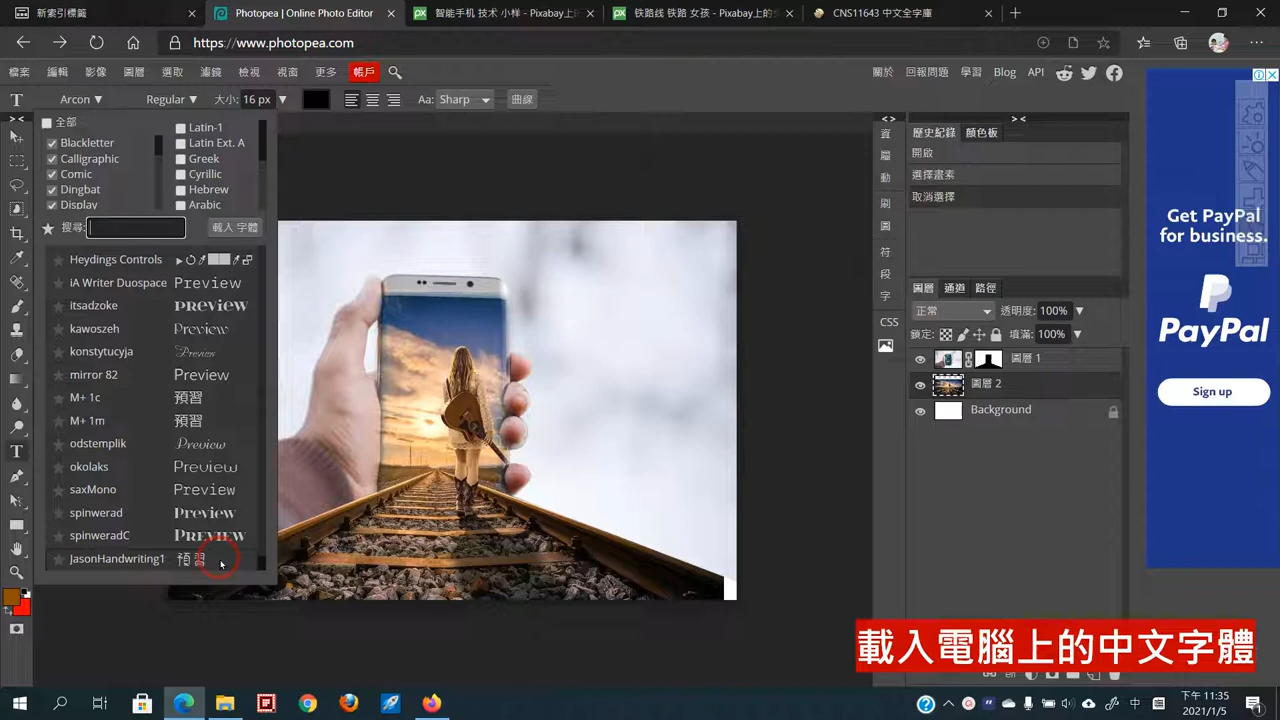 新索引標籤
Photopea | Online Photo Editor
智能手机 技术 小样 - Pixabay上的
铁路线 铁路 女孩 - Pixabay上的
CNS11643 中文全字庫
https://www.photopea.com
檔案 編輯 影像 圖層 選取 濾鏡 檢視 視窗 更多 帳戶
關於 回報問題 學習 Blog API
Arcon Regular 大小: 16 px Aa: Sharp 曲線
全部
Blackletter
Calligraphic
Comic
Dingbat
Display
Latin-1
Latin Ext. A
Greek
Cyrillic
Hebrew
Arabic
搜尋: 載入 字體
Heydings Controls
iA Writer Duospace Preview
itsadzoke PREVIEW
kawoszeh Preview
konstytucyja Preview
mirror 82 Preview
M+ 1c 預習
M+ 1m 預習
odstemplik Preview
okolaks Preview
saxMono Preview
spinwerad Preview
spinweradC PREVIEW
JasonHandwriting1 預習
資
屬
動
刷
圖
符
段
字
CSS
歷史紀錄 顏色板
開啟
選擇畫素
取消選擇
圖層 通道 路徑
正常 透明度: 100%
鎖定: 填滿: 100%
圖層 1
圖層 2
Background
Get PayPal
for business.
PayPal
Sign up
載入電腦上的中文字體
中
下午 11:35
2021/1/5